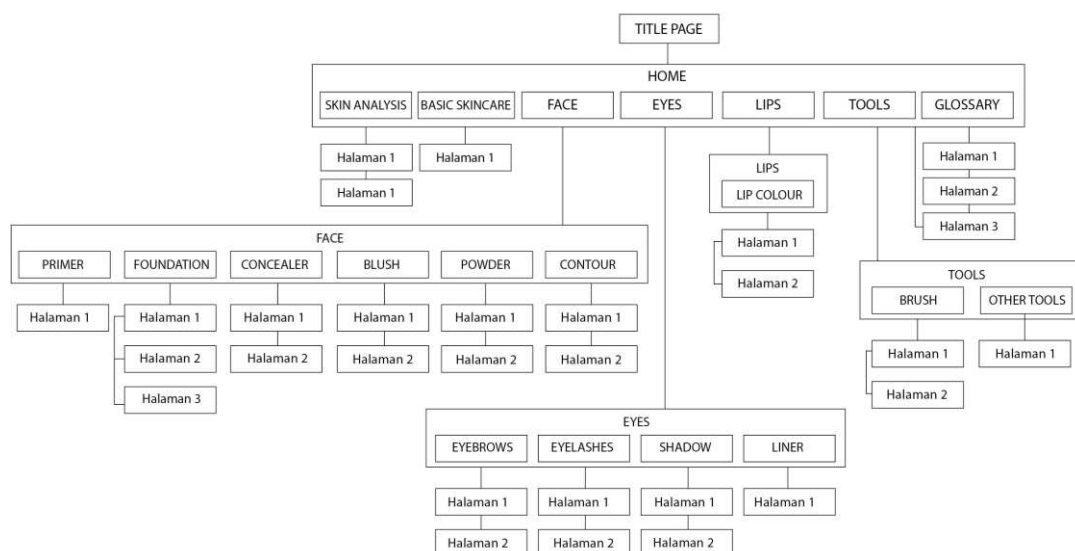 TITLE PAGE
HOME
SKIN ANALYSIS
BASIC SKINCARE
FACE
EYES
LIPS
TOOLS
GLOSSARY
Halaman 1
Halaman 1
Halaman 1
LIPS
LIP COLOUR
Halaman 1
Halaman 2
Halaman 1
Halaman 2
Halaman 3
FACE
PRIMER
FOUNDATION
CONCEALER
BLUSH
POWDER
CONTOUR
Halaman 1
Halaman 1
Halaman 2
Halaman 3
Halaman 1
Halaman 2
Halaman 1
Halaman 2
Halaman 1
Halaman 2
Halaman 1
Halaman 2
TOOLS
BRUSH
OTHER TOOLS
Halaman 1
Halaman 2
Halaman 1
EYES
EYEBROWS
EYELASHES
SHADOW
LINER
Halaman 1
Halaman 2
Halaman 1
Halaman 2
Halaman 1
Halaman 2
Halaman 1